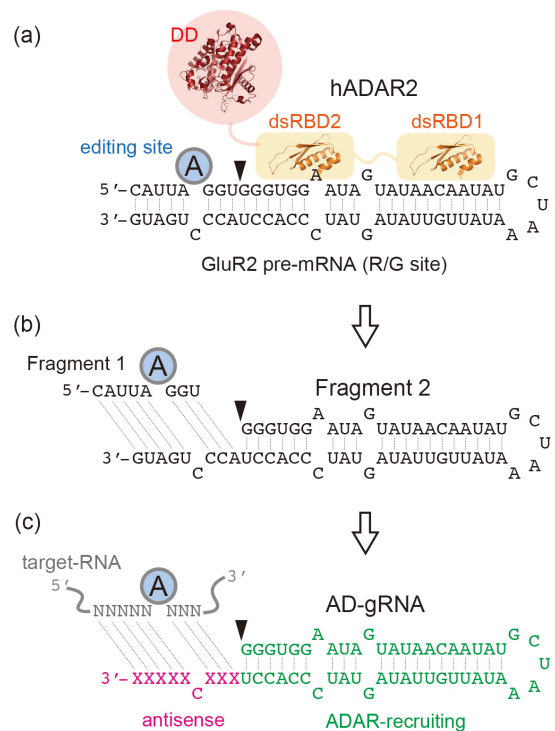 (a)
DD
hADAR2
dsRBD2 dsRBD1
editing site
A
5'–CAUUA GGUGGGUGG A AUA G UAUAACAAUAU G
C
U
A
3'–GUAGU C CCAUCCACC C UAU G AUAUUGUUAUA A
GluR2 pre-mRNA (R/G site)
(b)
Fragment 1
A
5'–CAUUA GGU
Fragment 2
GGGUGG A AUA G UAUAACAAUAU G
C
U
A
3'–GUAGU C CCAUCCACC C UAU G AUAUUGUUAUA A
(c)
target-RNA
A
5' 3'
NNNNN NNN
AD-gRNA
GGGUGG A AUA G UAUAACAAUAU G
C
U
A
3'–XXXXX C XXXUCCACC C UAU G AUAUUGUUAUA A
antisense ADAR-recruiting